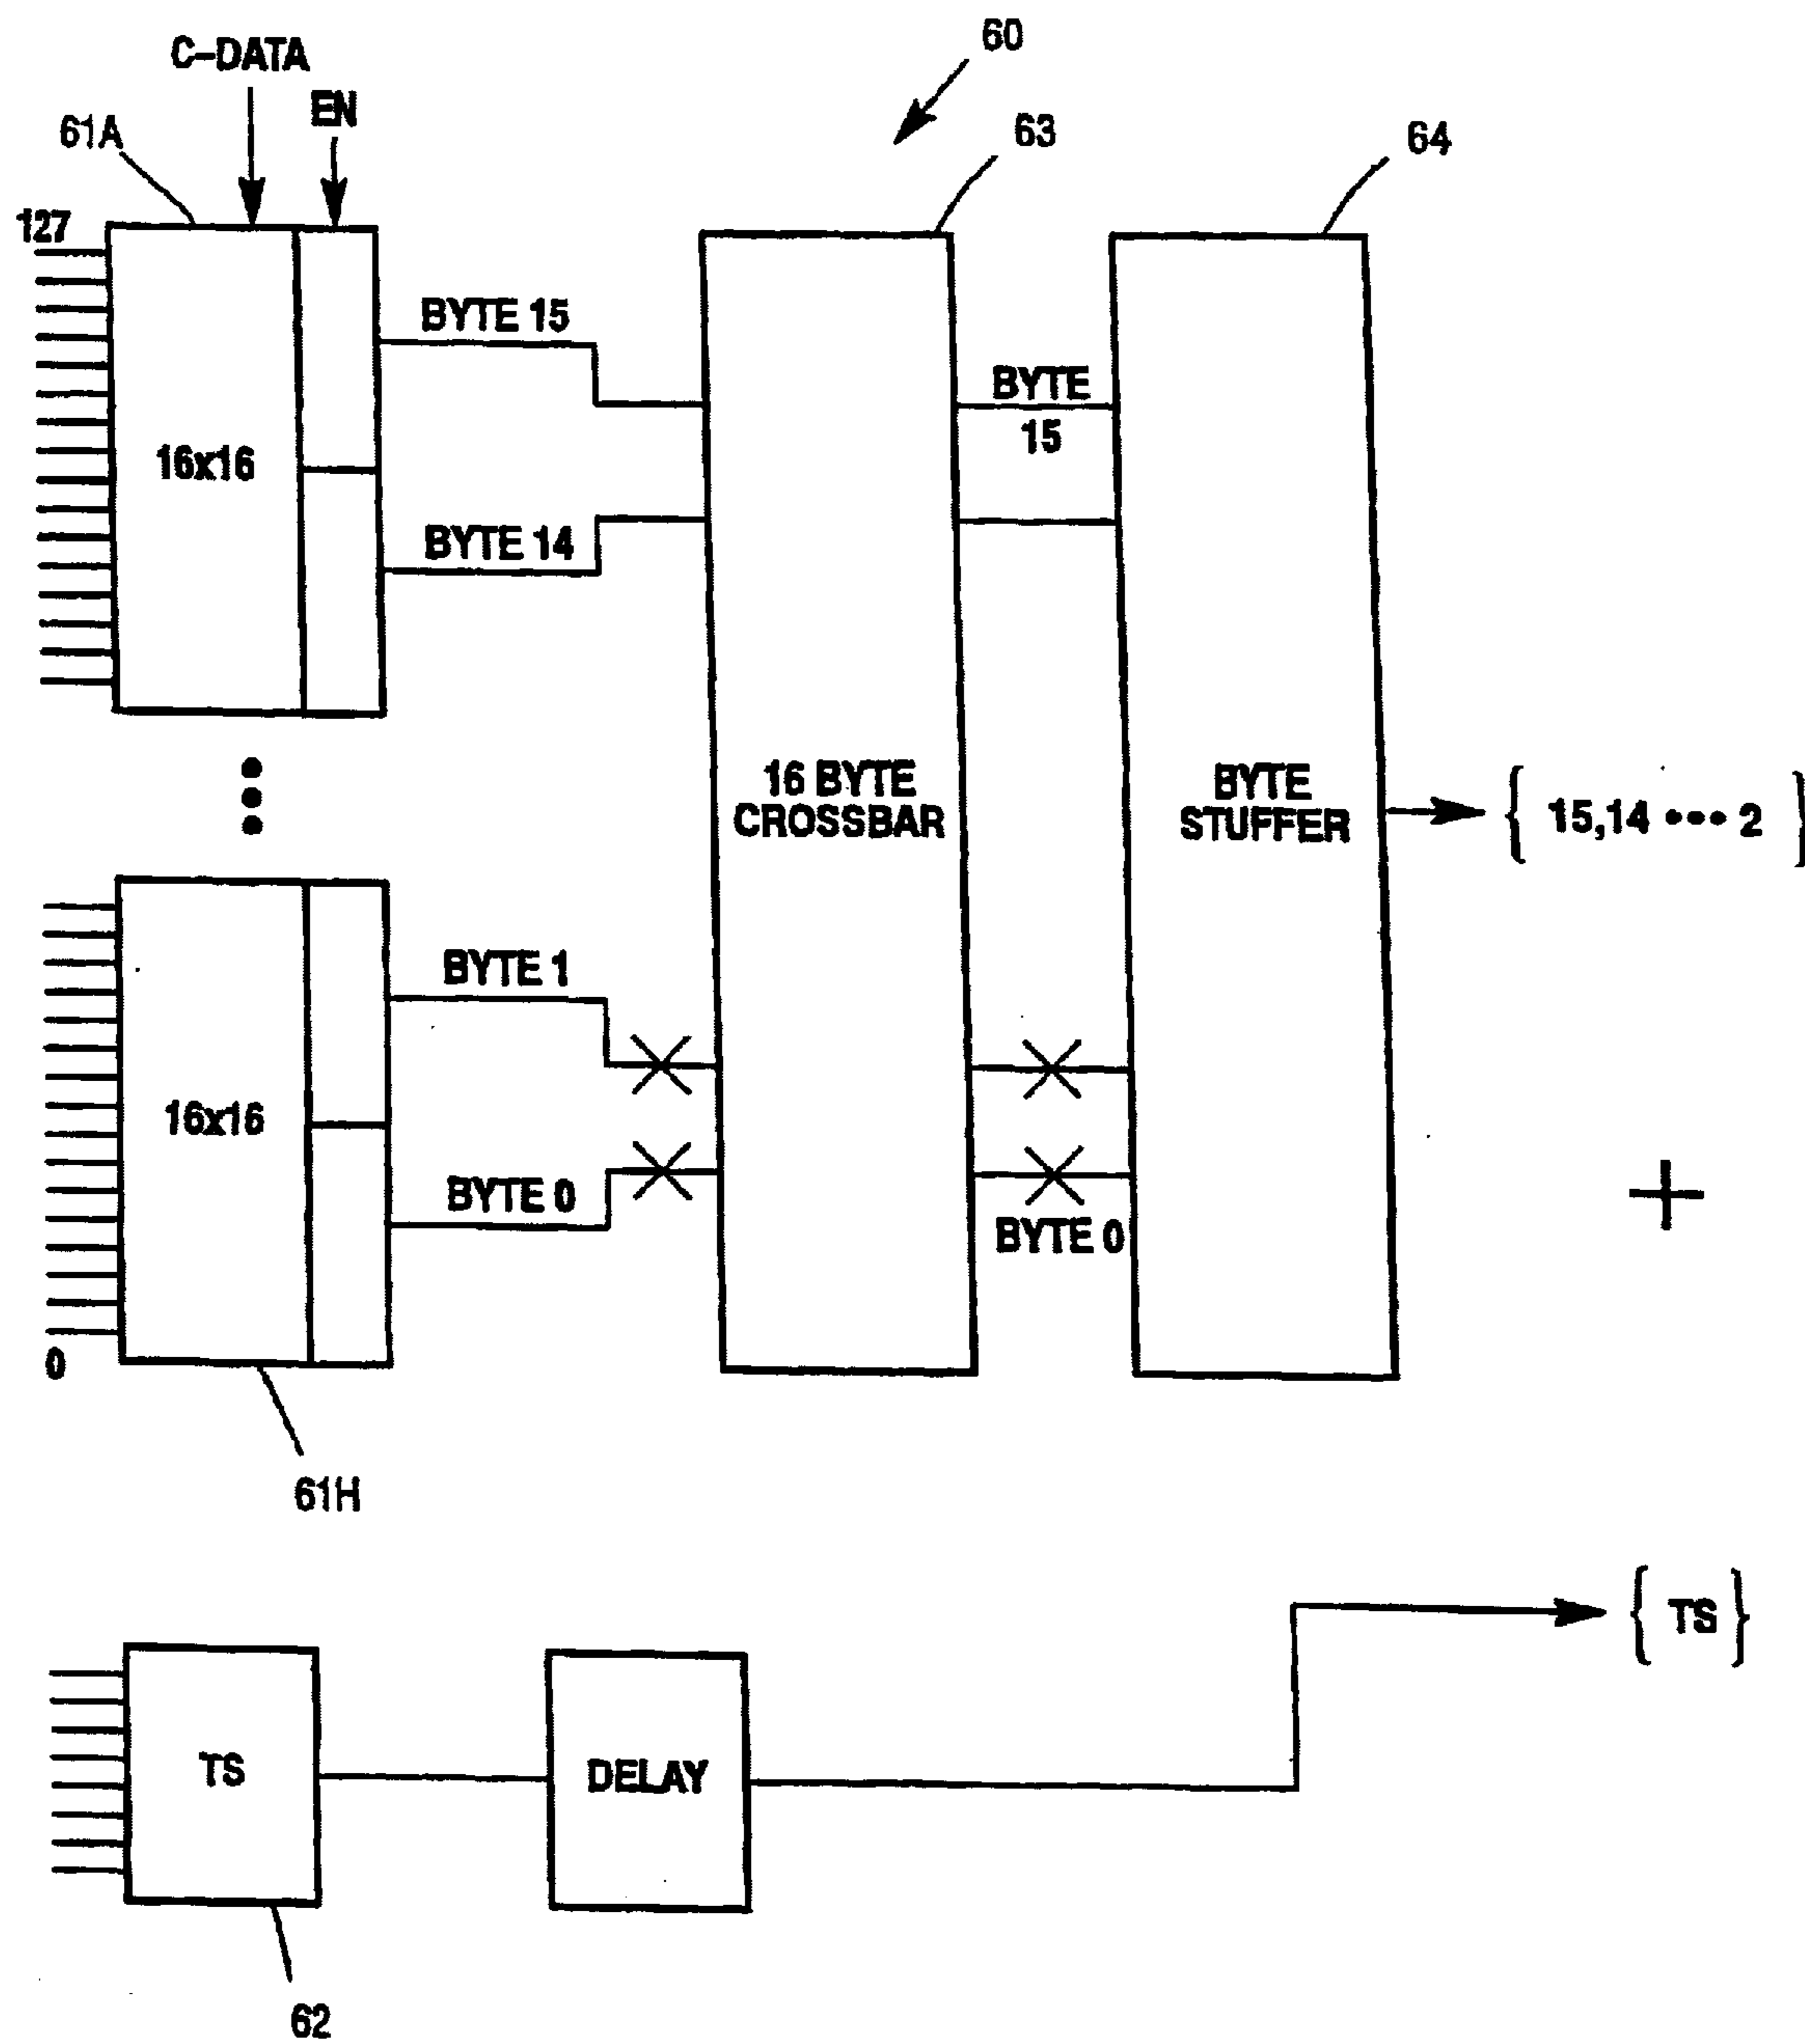 60
C-DATA
EN
61A
63
64
127
BYTE 15
BYTE
15
16x16
BYTE 14
16 BYTE
CROSSBAR
BYTE
STUFFER
{ 15,14 ••• 2 }
BYTE 1
16x16
BYTE 0
BYTE 0
+
0
61H
{ TS }
TS
DELAY
62